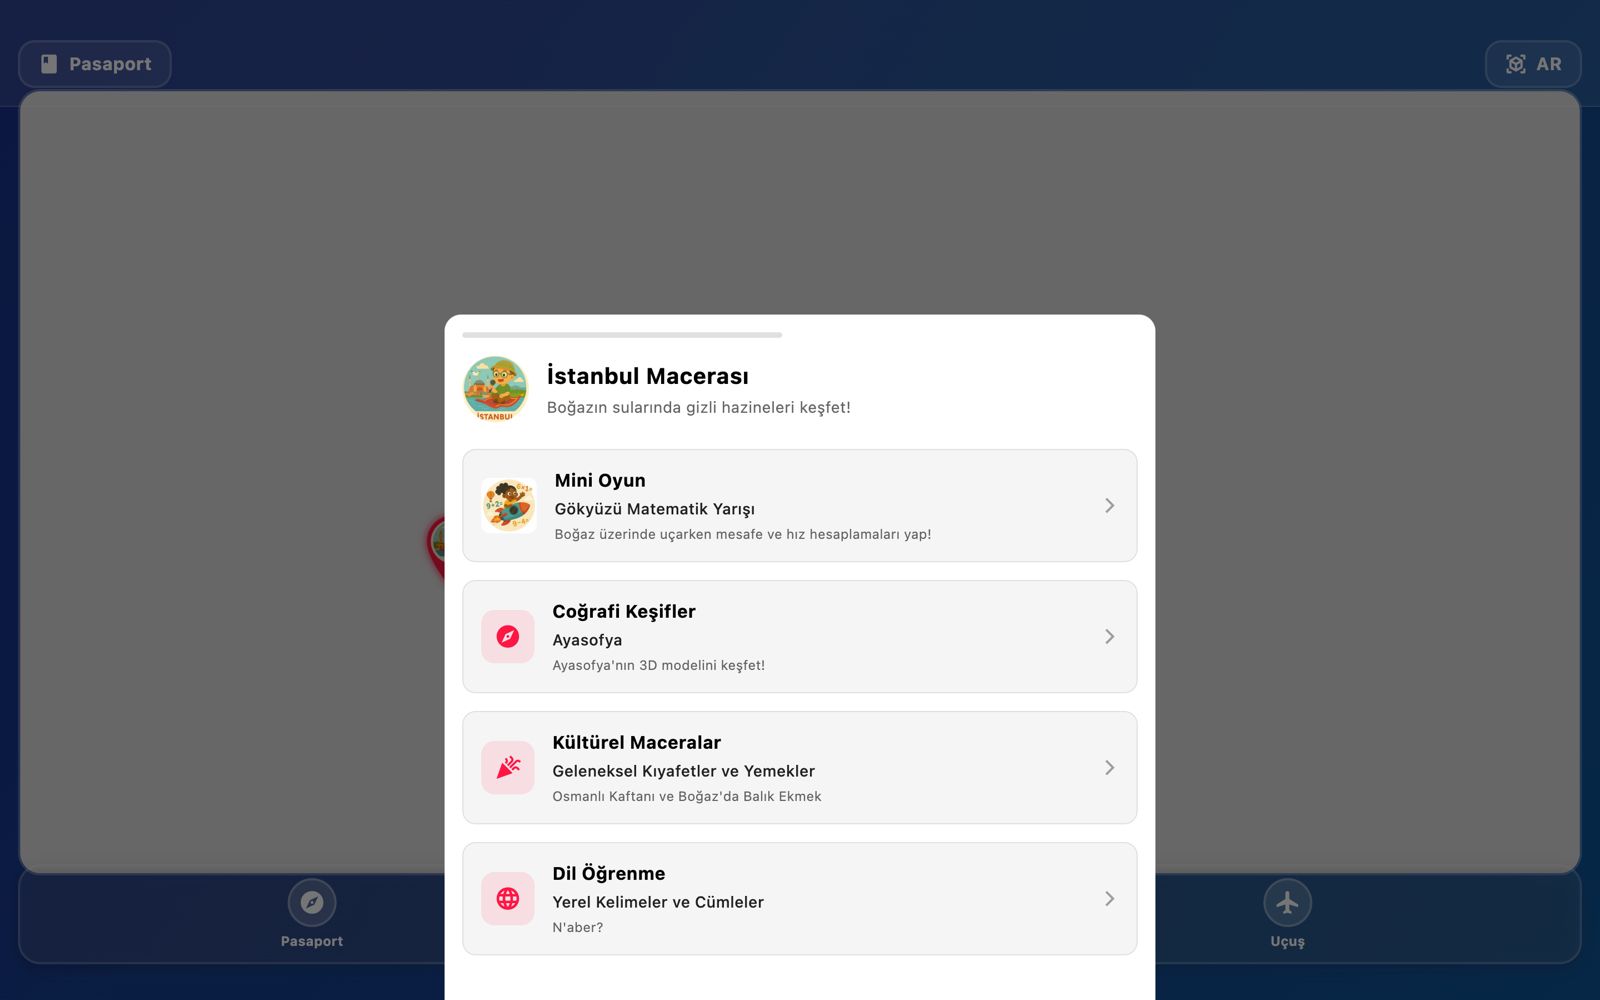 Pasaport
AR
İSTANBUL
İstanbul Macerası
Boğazın sularında gizli hazineleri keşfet!
Mini Oyun
Gökyüzü Matematik Yarışı
Boğaz üzerinde uçarken mesafe ve hız hesaplamaları yap!
Coğrafi Keşifler
Ayasofya
Ayasofya'nın 3D modelini keşfet!
Kültürel Maceralar
Geleneksel Kıyafetler ve Yemekler
Osmanlı Kaftanı ve Boğaz'da Balık Ekmek
Dil Öğrenme
Yerel Kelimeler ve Cümleler
N'aber?
Pasaport
Uçuş